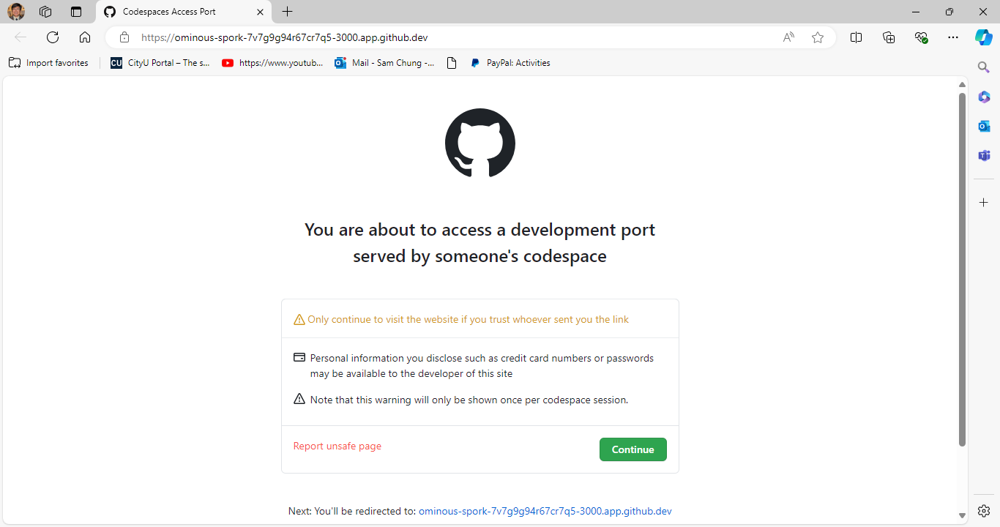 Codespaces Access Port
https://ominous-spork-7v7g9g94r67cr7q5-3000.app.github.dev
Import favorites
CU CityU Portal – The s...
https://www.youtub...
Mail - Sam Chung -...
PayPal: Activities
You are about to access a development port
served by someone's codespace
Only continue to visit the website if you trust whoever sent you the link
Personal information you disclose such as credit card numbers or passwords
may be available to the developer of this site
Note that this warning will only be shown once per codespace session.
Report unsafe page
Continue
Next: You'll be redirected to: ominous-spork-7v7g9g94r67cr7q5-3000.app.github.dev